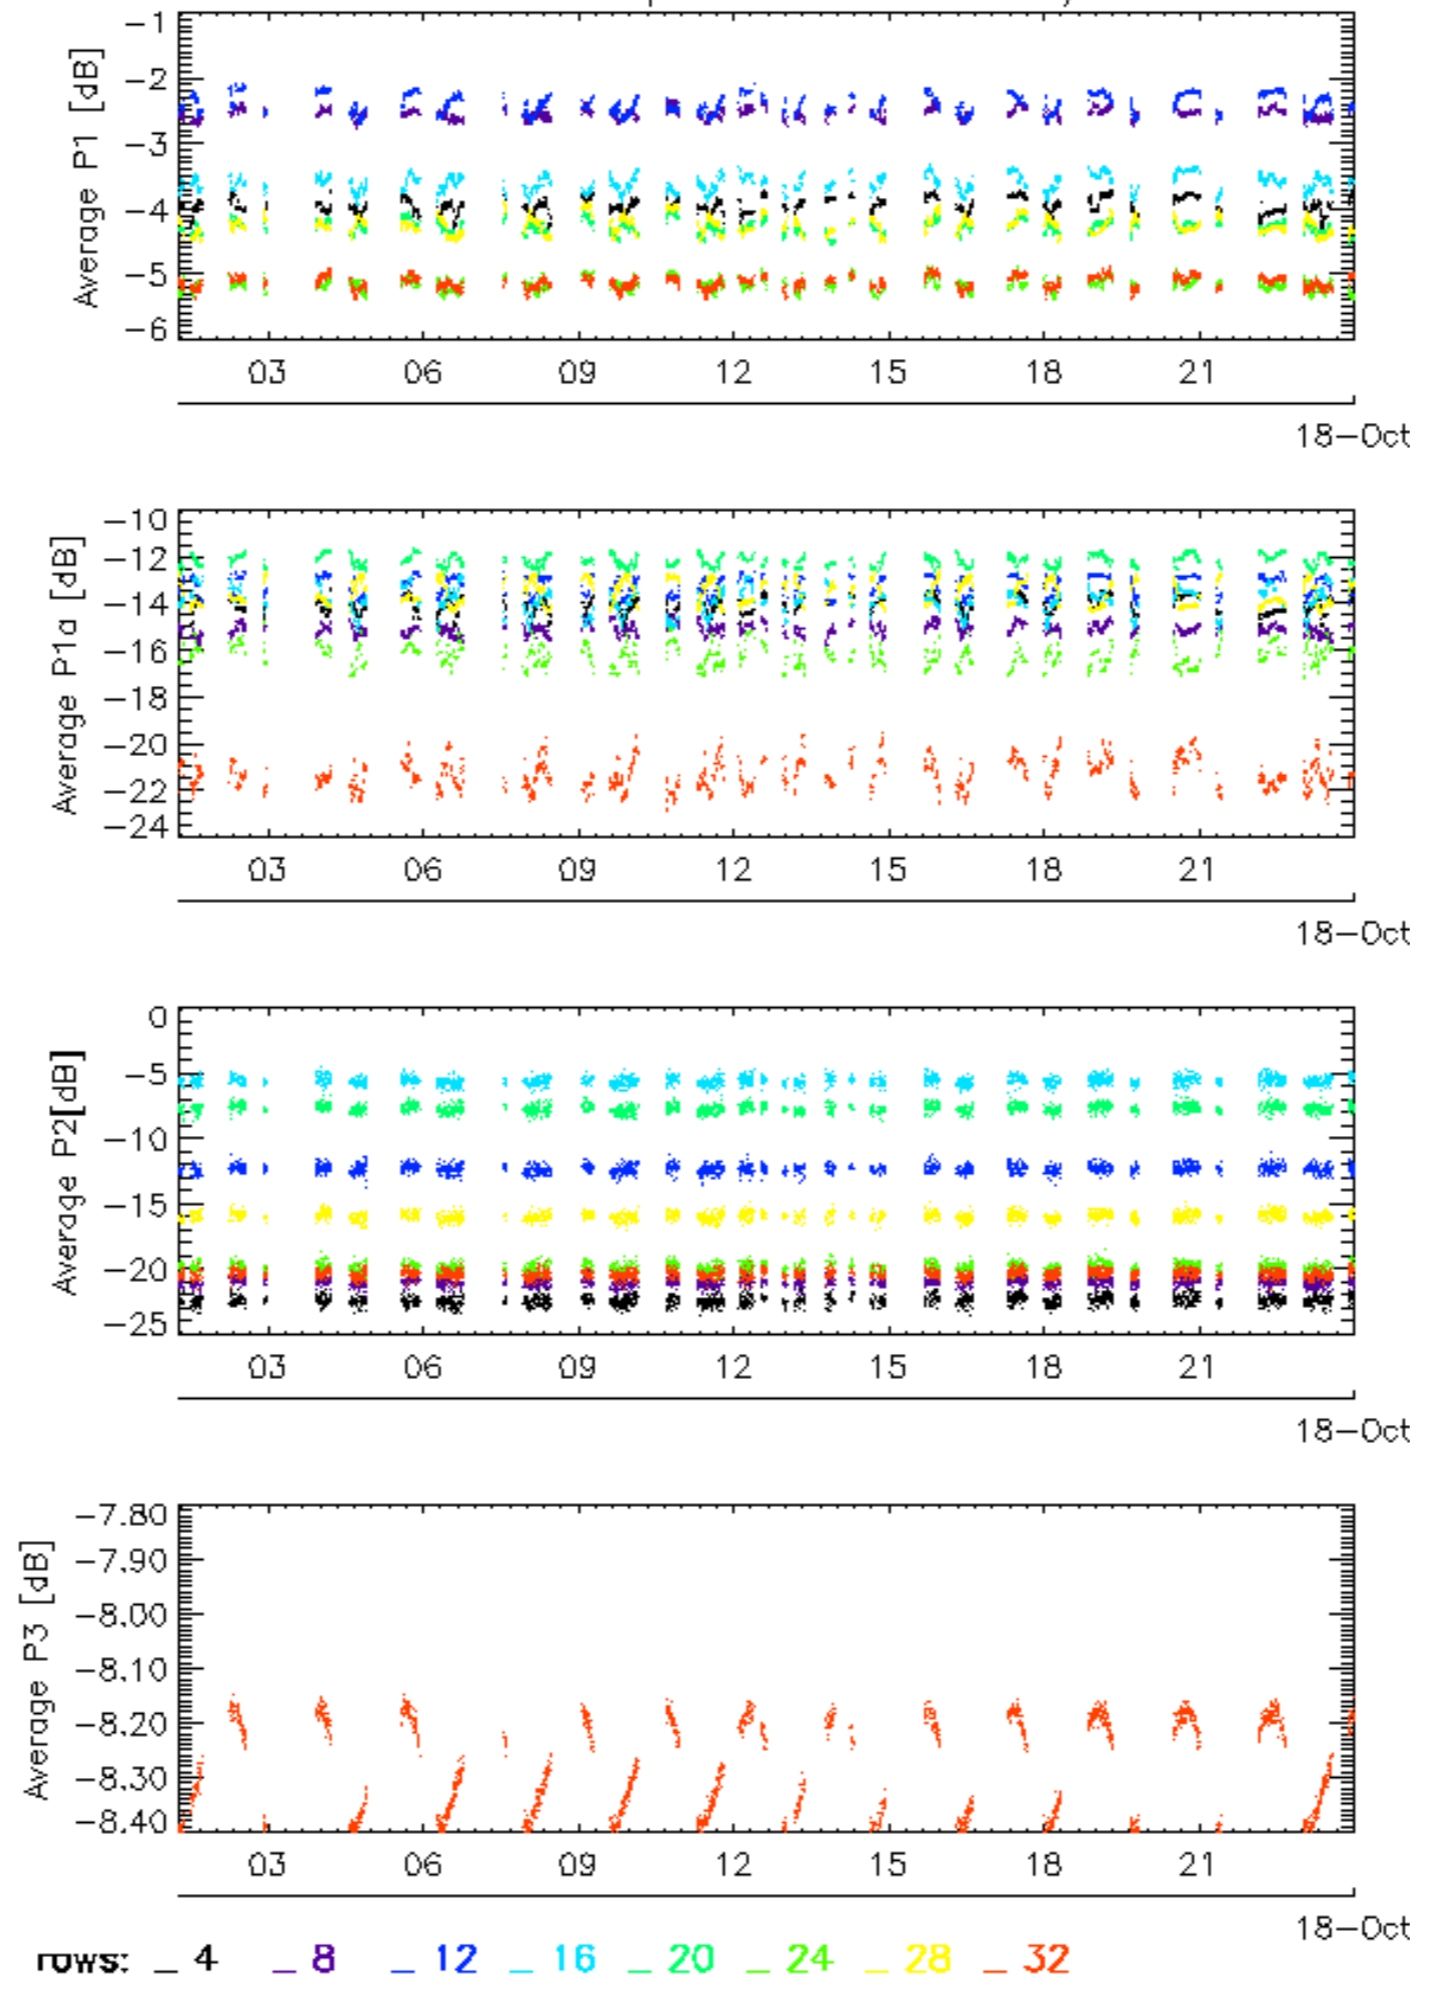 -1
-2
-3
-4
-5
-6
Average P1 [dB]
03 06 09 12 15 18 21
18-Oct
-10
-12
-14
-16
-18
-20
-22
-24
Average P1a [dB]
03 06 09 12 15 18 21
18-Oct
0
-5
-10
-15
-20
-25
Average P2[dB]
03 06 09 12 15 18 21
18-Oct
-7.80
-7.90
-8.00
-8.10
-8.20
-8.30
-8.40
Average P3 [dB]
03 06 09 12 15 18 21
18-Oct
rows: _ 4 _ 8 _ 12 _ 16 _ 20 _ 24 _ 28 _ 32